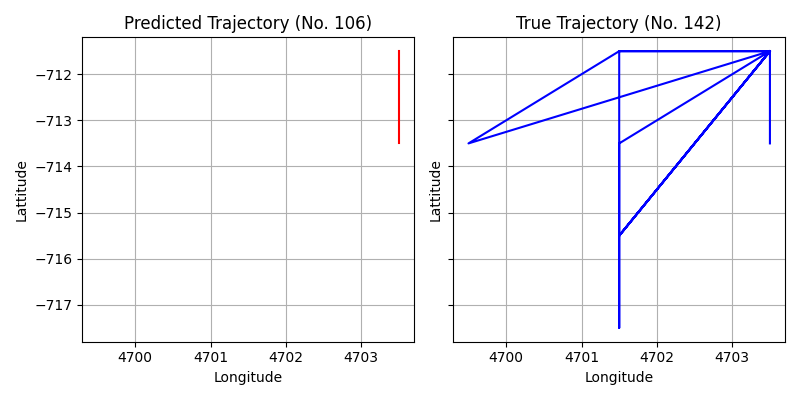 Predicted Trajectory (No. 106)
True Trajectory (No. 142)
−712
−713
−714
−715
−716
−717
Lattitude
Lattitude
4700
4701
4702
4703
4700
4701
4702
4703
Longitude
Longitude